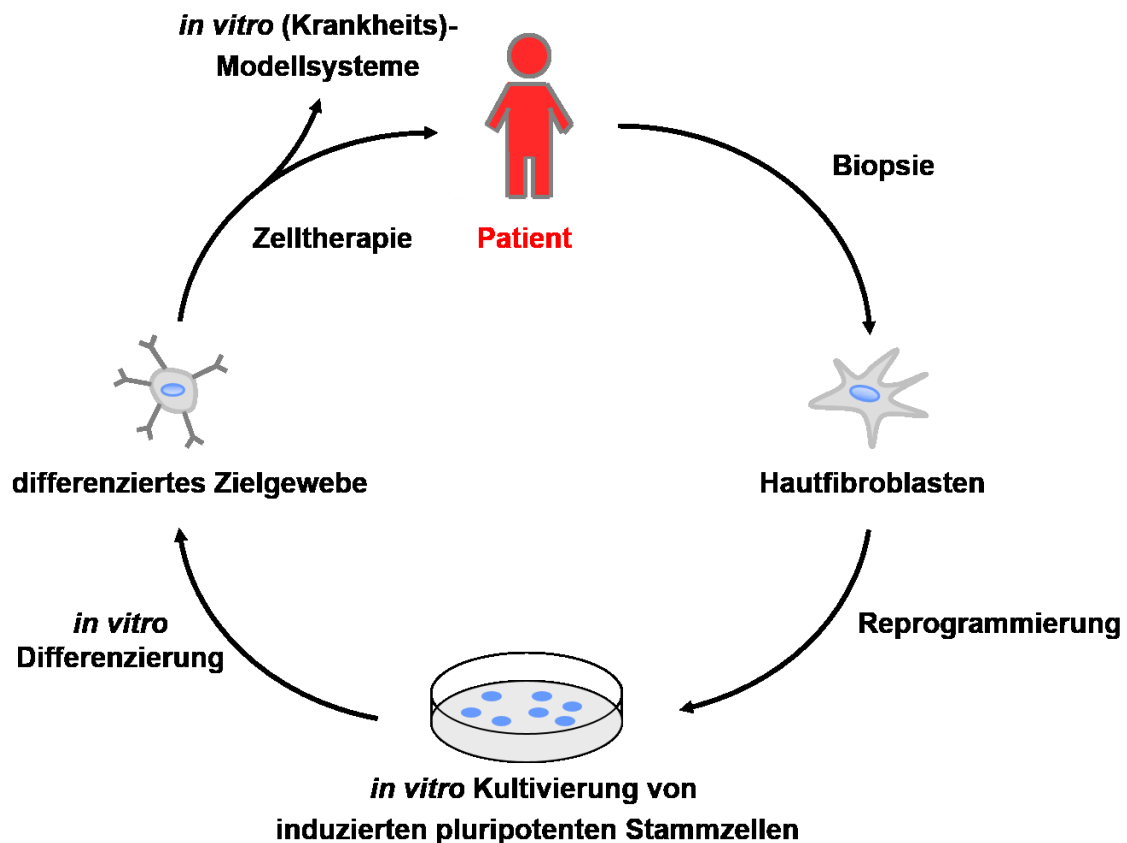 in vitro (Krankheits)-
Modellsysteme
Biopsie
Zelltherapie
Patient
differenziertes Zielgewebe
Hautfibroblasten
in vitro
Differenzierung
Reprogrammierung
in vitro Kultivierung von
induzierten pluripotenten Stammzellen